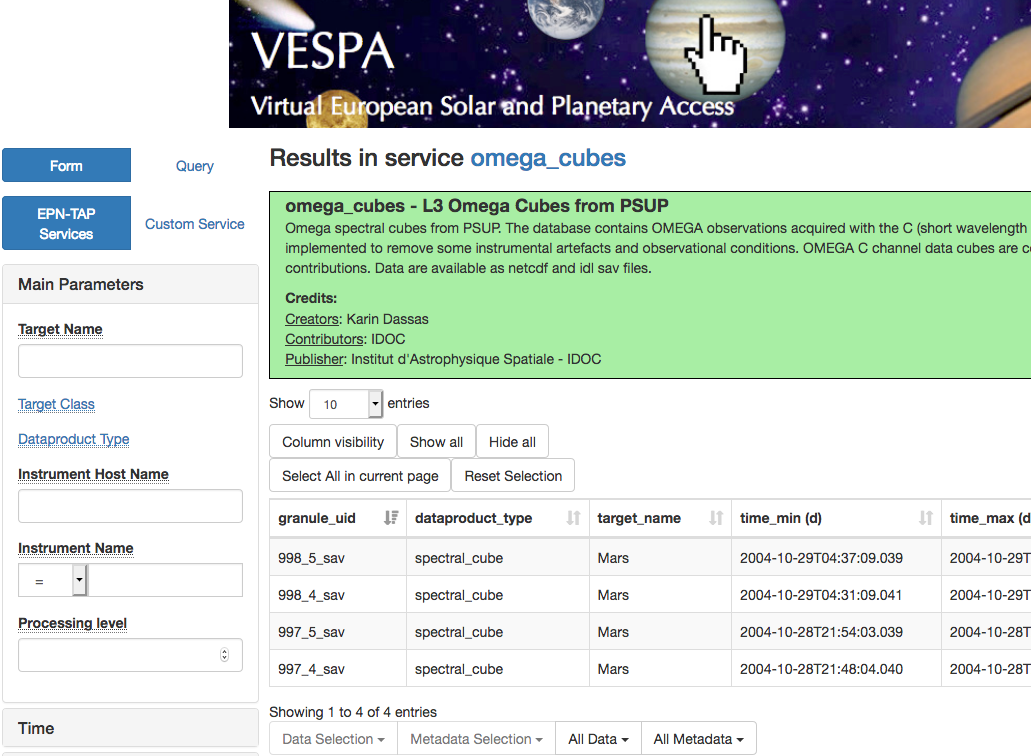 VESPA
Virtual European Solar and Planetary Access
Form
Query
EPN-TAP
Services
Custom Service
Main Parameters
Target Name
Target Class
Dataproduct Type
Instrument Host Name
Instrument Name
=
Processing level
Time
Results in service omega_cubes
omega_cubes - L3 Omega Cubes from PSUP
Omega spectral cubes from PSUP. The database contains OMEGA observations acquired with the C (short wavelength
implemented to remove some instrumental artefacts and observational conditions. OMEGA C channel data cubes are c
contributions. Data are available as netcdf and idl sav files.
Credits:
Creators: Karin Dassas
Contributors: IDOC
Publisher: Institut d'Astrophysique Spatiale - IDOC
Show 10 entries
Column visibility Show all Hide all
Select All in current page Reset Selection
granule_uid dataproduct_type target_name time_min (d) time_max (d
998_5_sav spectral_cube Mars 2004-10-29T04:37:09.039 2004-10-29T
998_4_sav spectral_cube Mars 2004-10-29T04:31:09.041 2004-10-29T
997_5_sav spectral_cube Mars 2004-10-28T21:54:03.039 2004-10-28T
997_4_sav spectral_cube Mars 2004-10-28T21:48:04.040 2004-10-28T
Showing 1 to 4 of 4 entries
Data Selection Metadata Selection All Data All Metadata